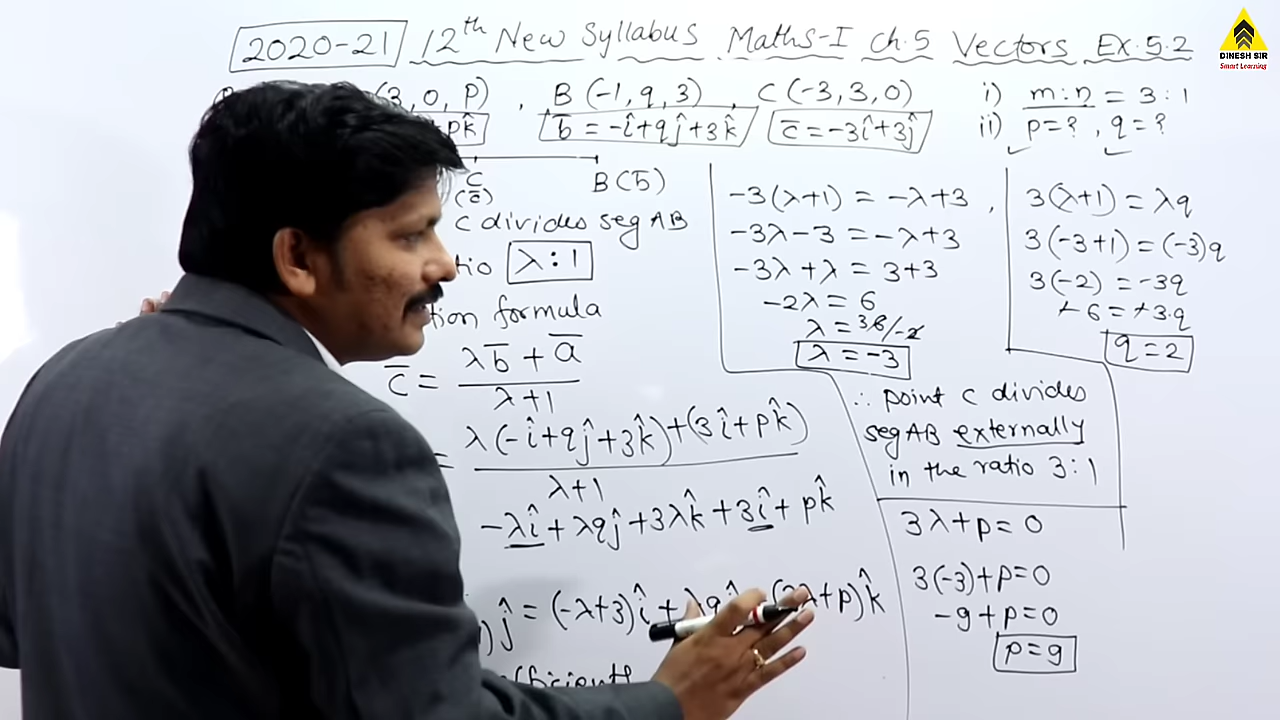 2020-21 12th New Syllabus Maths-I Ch.5 Vectors Ex.5.2
DINESH SIR
Smart Learning
(3, 0, p) , B (-1, q, 3) , C (-3, 3, 0)
pk̂ b̄ = -î+qĵ+3k̂ c̄ = -3î+3ĵ
i) m:n = 3:1
ii) p=? , q=?
C B(b̄)
(c̄)
C divides seg AB
λ:1
formula
c̄ = (λb̄ + ā)/(λ+1)
= (λ(-î+qĵ+3k̂)+(3î+pk̂))/(λ+1)
-λî+λqĵ+3λk̂+3î+pk̂
ĵ = (-λ+3)î + λqĵ (3λ+p)k̂
-3(λ+1) = -λ+3 ,
-3λ-3 = -λ+3
-3λ+λ = 3+3
-2λ = 6
λ = 36/-2
λ = -3
3(λ+1) = λq
3(-3+1) = (-3)q
3(-2) = -3q
-6 = -3.q
q = 2
∴ point C divides
seg AB externally
in the ratio 3:1
3λ+p = 0
3(-3)+p=0
-9+p=0
p=9